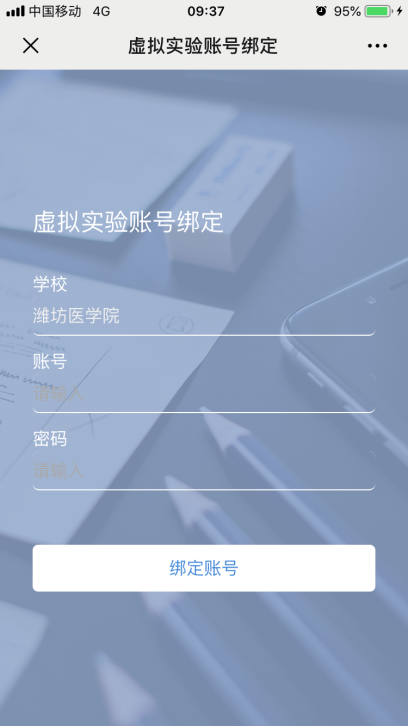 中国移动 4G 09:37 95%
虚拟实验账号绑定
虚拟实验账号绑定
学校
潍坊医学院
账号
请输入
密码
请输入
绑定账号